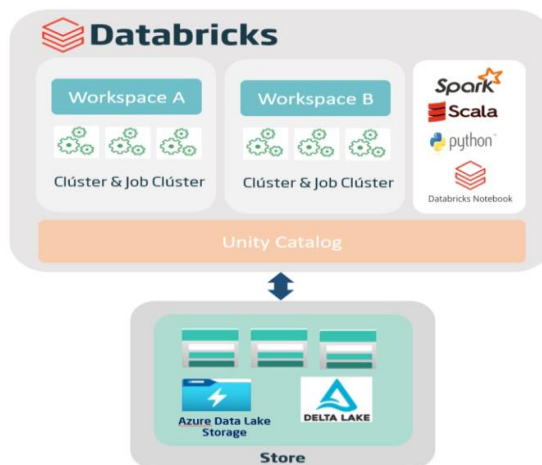 Databricks
Workspace A
Workspace B
Clúster & Job Clúster
Clúster & Job Clúster
Spark
Scala
python
Databricks Notebook
Unity Catalog
Azure Data Lake
Storage
DELTA LAKE
Store